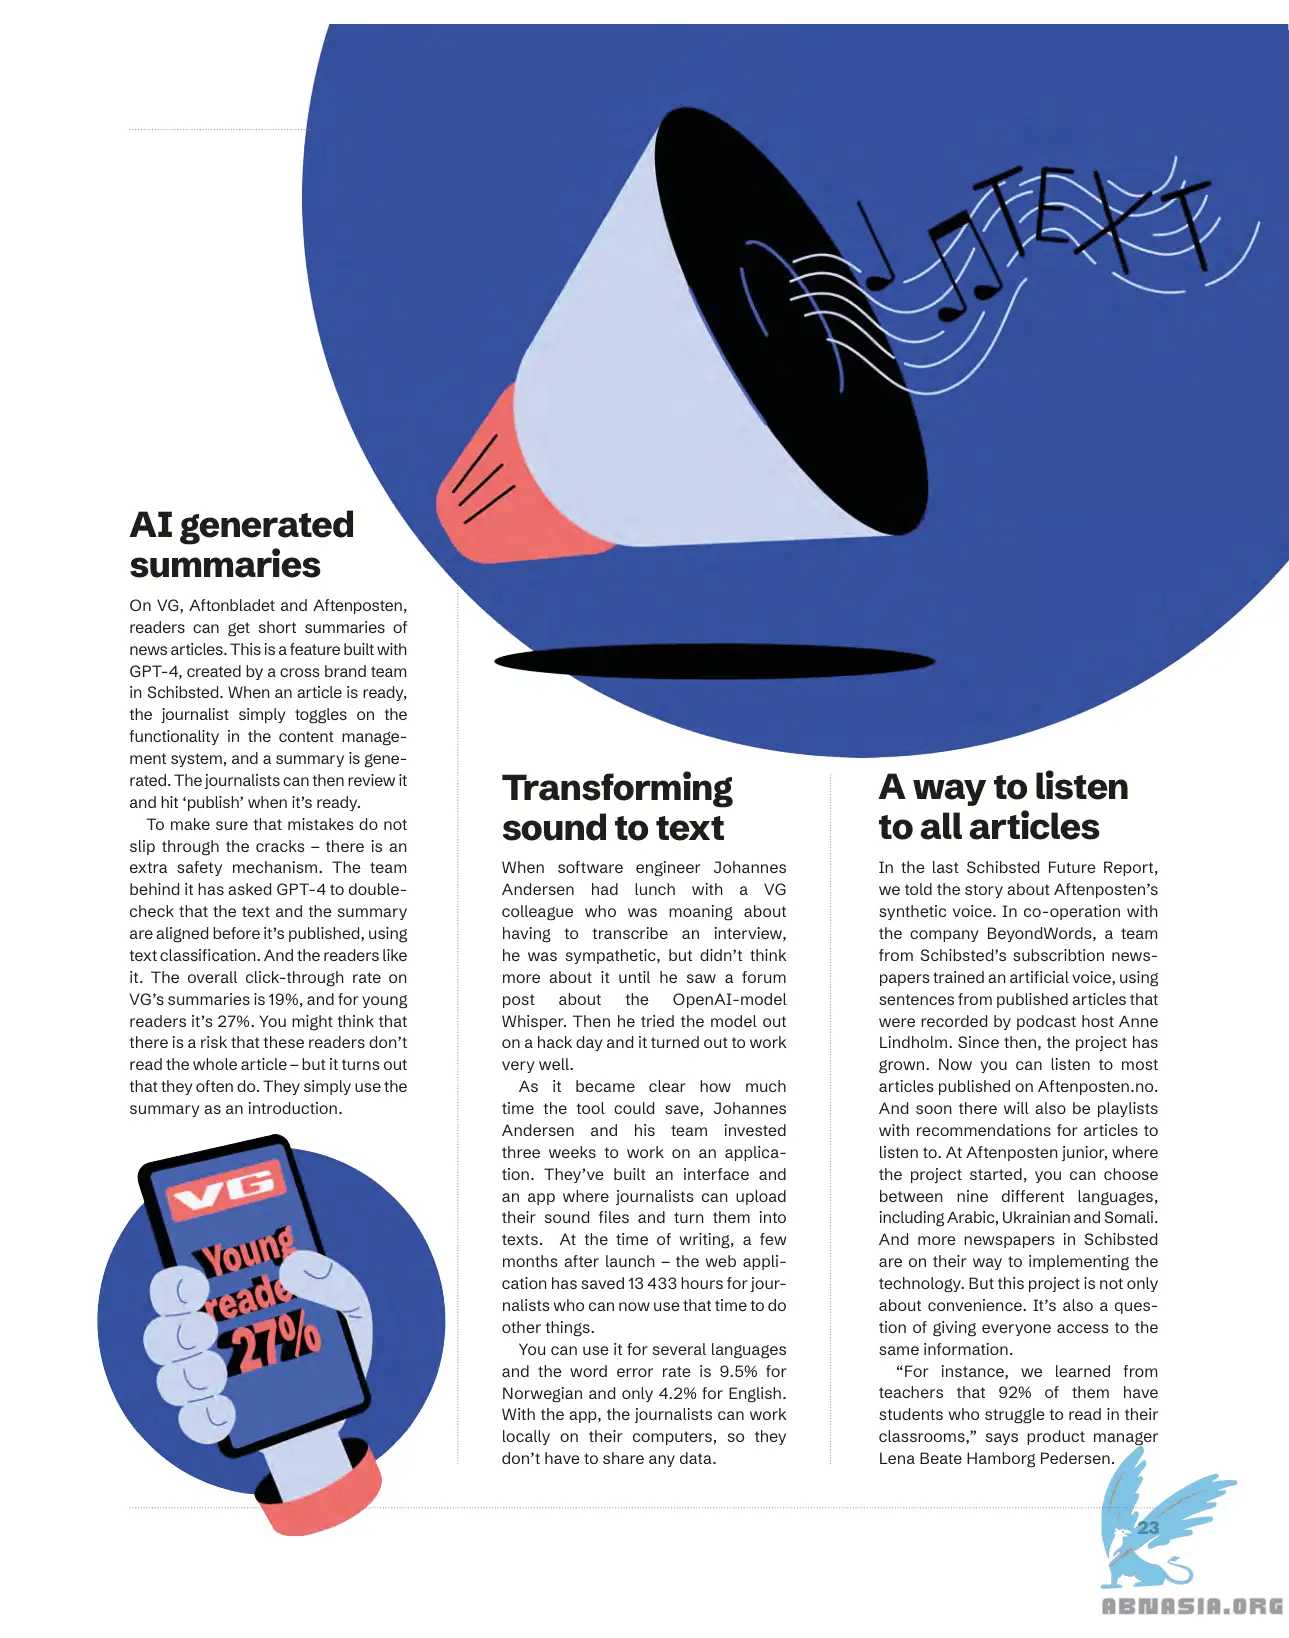 TEXT
AI generated
summaries
On VG, Aftonbladet and Aftenposten,
readers can get short summaries of
news articles. This is a feature built with
GPT-4, created by a cross brand team
in Schibsted. When an article is ready,
the journalist simply toggles on the
functionality in the content manage-
ment system, and a summary is gene-
rated. The journalists can then review it
and hit ‘publish’ when it’s ready.
To make sure that mistakes do not
slip through the cracks – there is an
extra safety mechanism. The team
behind it has asked GPT-4 to double-
check that the text and the summary
are aligned before it’s published, using
text classification. And the readers like
it. The overall click-through rate on
VG’s summaries is 19%, and for young
readers it’s 27%. You might think that
there is a risk that these readers don’t
read the whole article – but it turns out
that they often do. They simply use the
summary as an introduction.
VG
Young
reade
27%
Transforming
sound to text
When software engineer Johannes
Andersen had lunch with a VG
colleague who was moaning about
having to transcribe an interview,
he was sympathetic, but didn’t think
more about it until he saw a forum
post about the OpenAI-model
Whisper. Then he tried the model out
on a hack day and it turned out to work
very well.
As it became clear how much
time the tool could save, Johannes
Andersen and his team invested
three weeks to work on an applica-
tion. They’ve built an interface and
an app where journalists can upload
their sound files and turn them into
texts. At the time of writing, a few
months after launch – the web appli-
cation has saved 13 433 hours for jour-
nalists who can now use that time to do
other things.
You can use it for several languages
and the word error rate is 9.5% for
Norwegian and only 4.2% for English.
With the app, the journalists can work
locally on their computers, so they
don’t have to share any data.
A way to listen
to all articles
In the last Schibsted Future Report,
we told the story about Aftenposten’s
synthetic voice. In co-operation with
the company BeyondWords, a team
from Schibsted’s subscribtion news-
papers trained an artificial voice, using
sentences from published articles that
were recorded by podcast host Anne
Lindholm. Since then, the project has
grown. Now you can listen to most
articles published on Aftenposten.no.
And soon there will also be playlists
with recommendations for articles to
listen to. At Aftenposten junior, where
the project started, you can choose
between nine different languages,
including Arabic, Ukrainian and Somali.
And more newspapers in Schibsted
are on their way to implementing the
technology. But this project is not only
about convenience. It’s also a ques-
tion of giving everyone access to the
same information.
“For instance, we learned from
teachers that 92% of them have
students who struggle to read in their
classrooms,” says product manager
Lena Beate Hamborg Pedersen.
23
ABNASIA.ORG